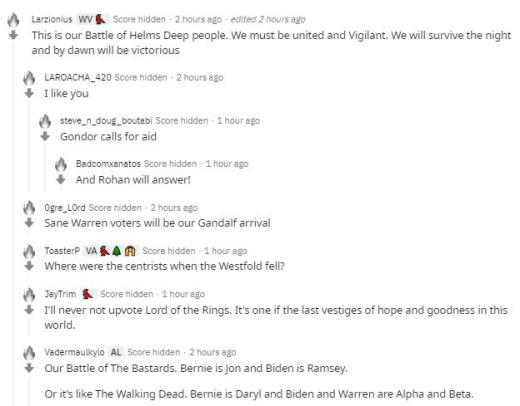 Larzionius WV Score hidden · 2 hours ago · edited 2 hours ago
This is our Battle of Helms Deep people. We must be united and Vigilant. We will survive the night
and by dawn will be victorious
LAROACHA_420 Score hidden · 2 hours ago
I like you
steve_n_doug_boutabi Score hidden · 1 hour ago
Gondor calls for aid
Badcomxanatos Score hidden · 1 hour ago
And Rohan will answer!
0gre_L0rd Score hidden · 2 hours ago
Sane Warren voters will be our Gandalf arrival
ToasterP VA Score hidden · 1 hour ago
Where were the centrists when the Westfold fell?
JayTrim Score hidden · 1 hour ago
I'll never not upvote Lord of the Rings. It's one if the last vestiges of hope and goodness in this
world.
Vadermaulkylo AL Score hidden · 2 hours ago
Our Battle of The Bastards. Bernie is Jon and Biden is Ramsey.
Or it's like The Walking Dead. Bernie is Daryl and Biden and Warren are Alpha and Beta.